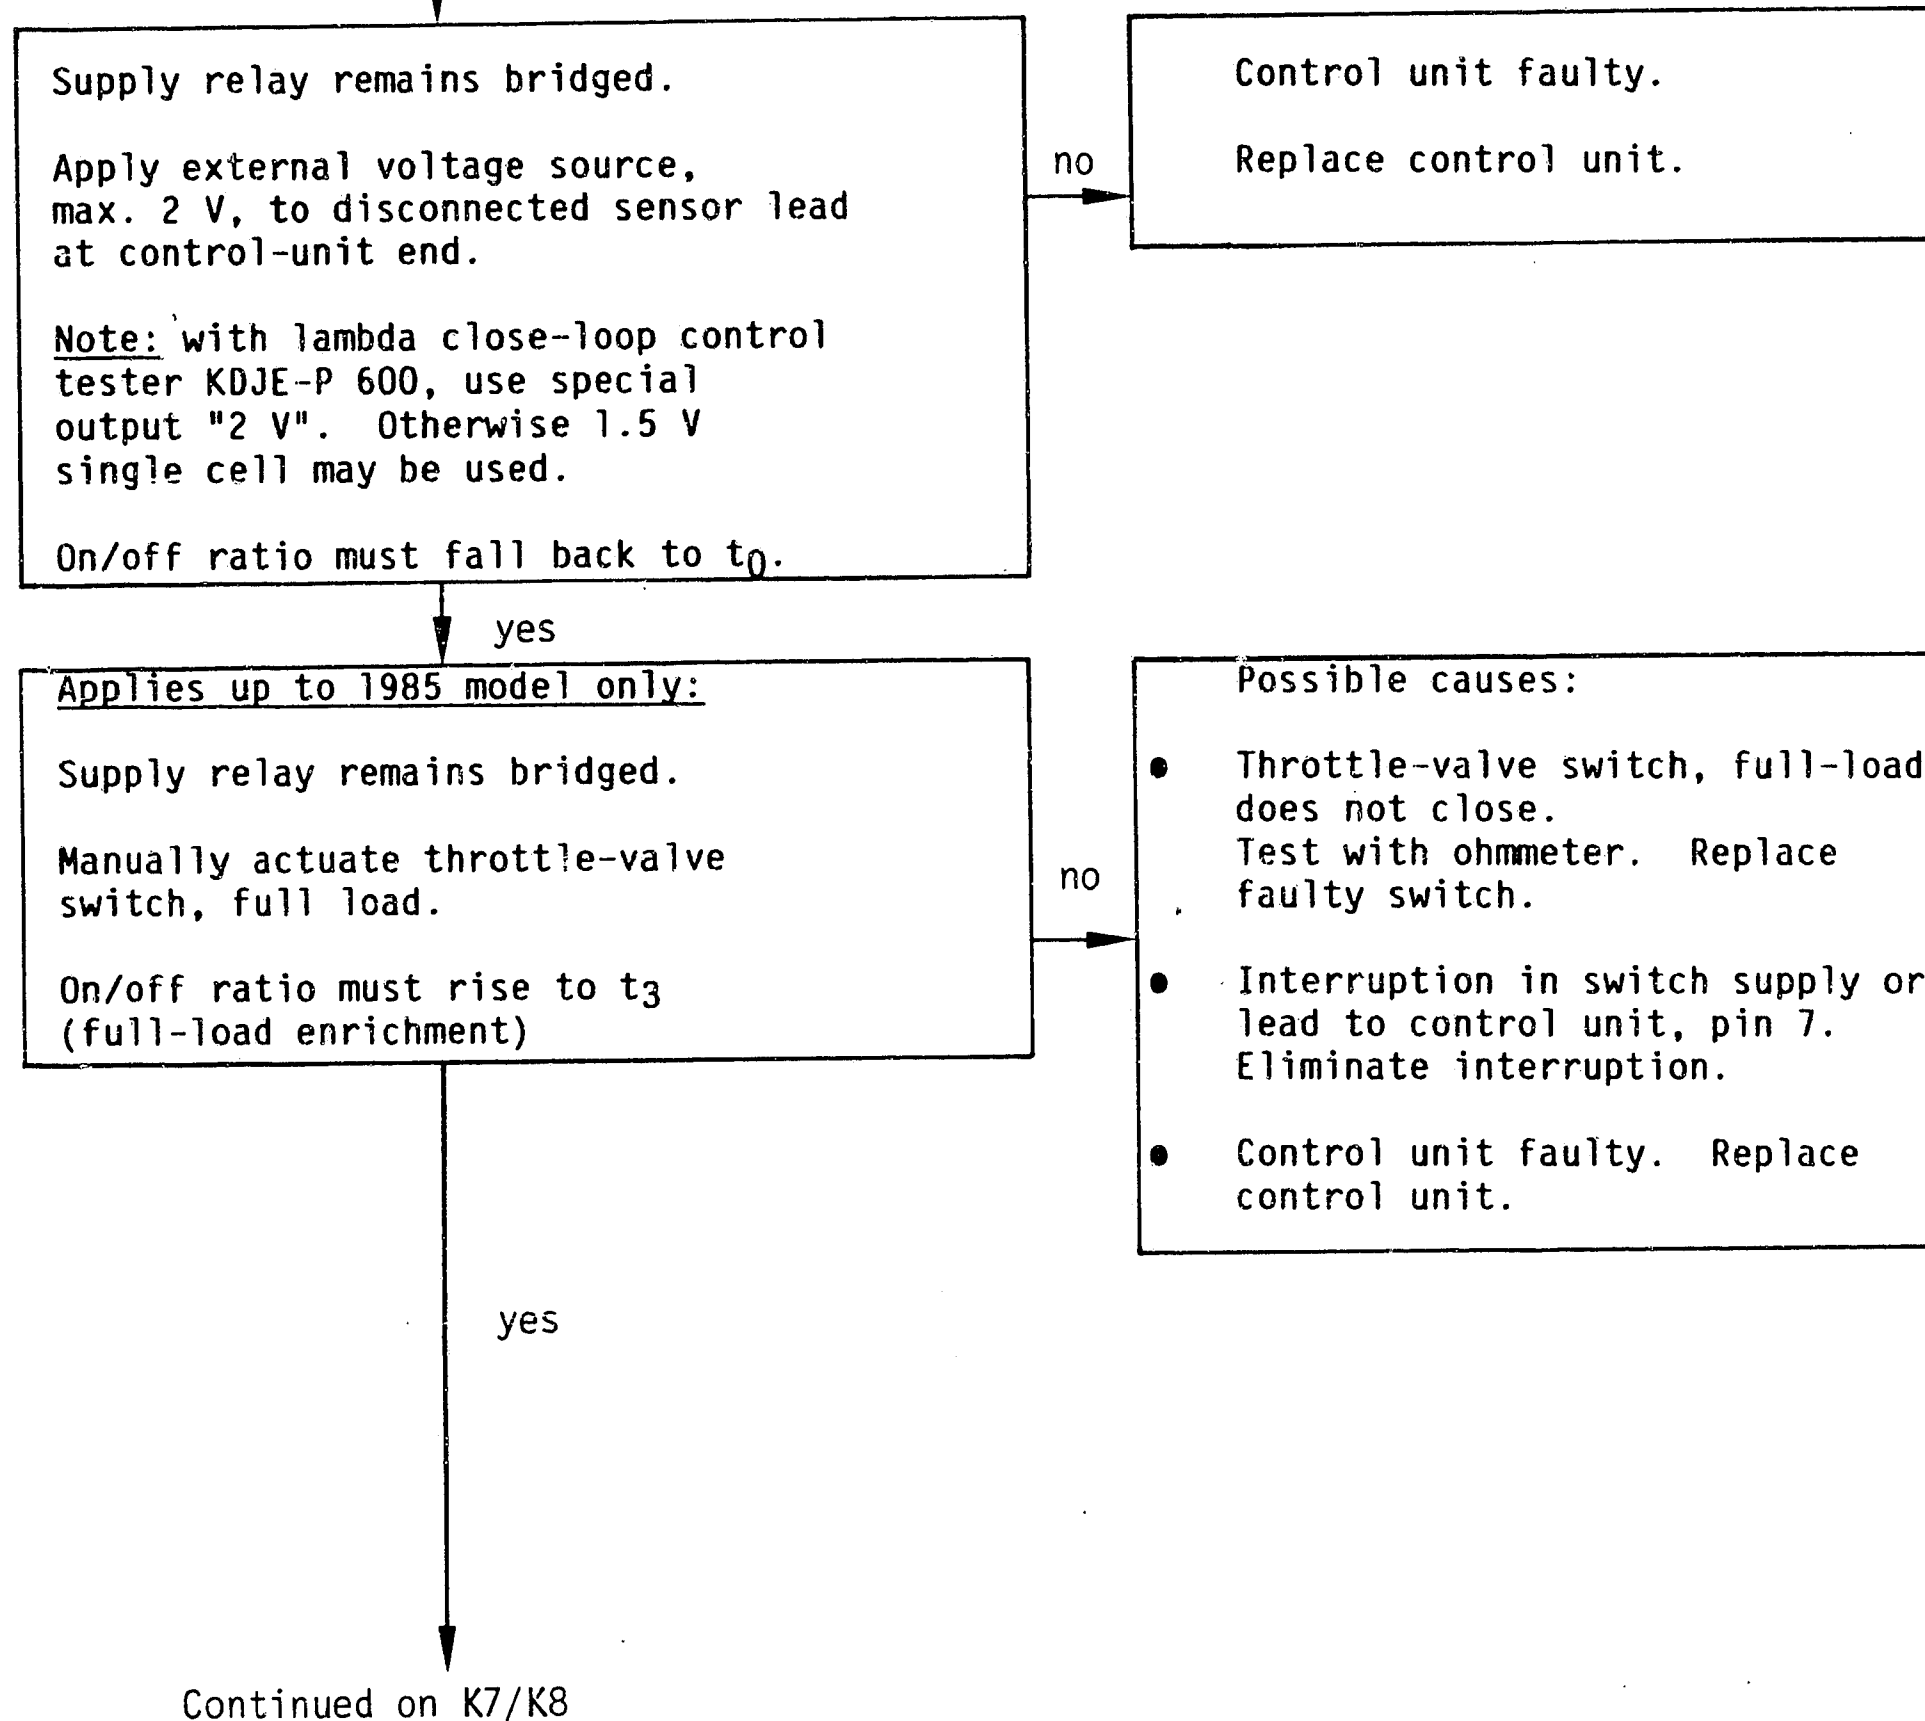 Supply relay remains bridged.
Apply external voltage source,
max. 2 V, to disconnected sensor lead
at control-unit end.
Note: with lambda close-loop control
tester KDJE-P 600, use special
output "2 V". Otherwise 1.5 V
single cell may be used.
On/off ratio must fall back to t0.
no
Control unit faulty.
Replace control unit.
yes
Applies up to 1985 model only:
Supply relay remains bridged.
Manually actuate throttle-valve
switch, full load.
On/off ratio must rise to t3
(full-load enrichment)
no
Possible causes:
● Throttle-valve switch, full-load
does not close.
Test with ohmmeter. Replace
faulty switch.
● Interruption in switch supply or
lead to control unit, pin 7.
Eliminate interruption.
● Control unit faulty. Replace
control unit.
yes
Continued on K7/K8